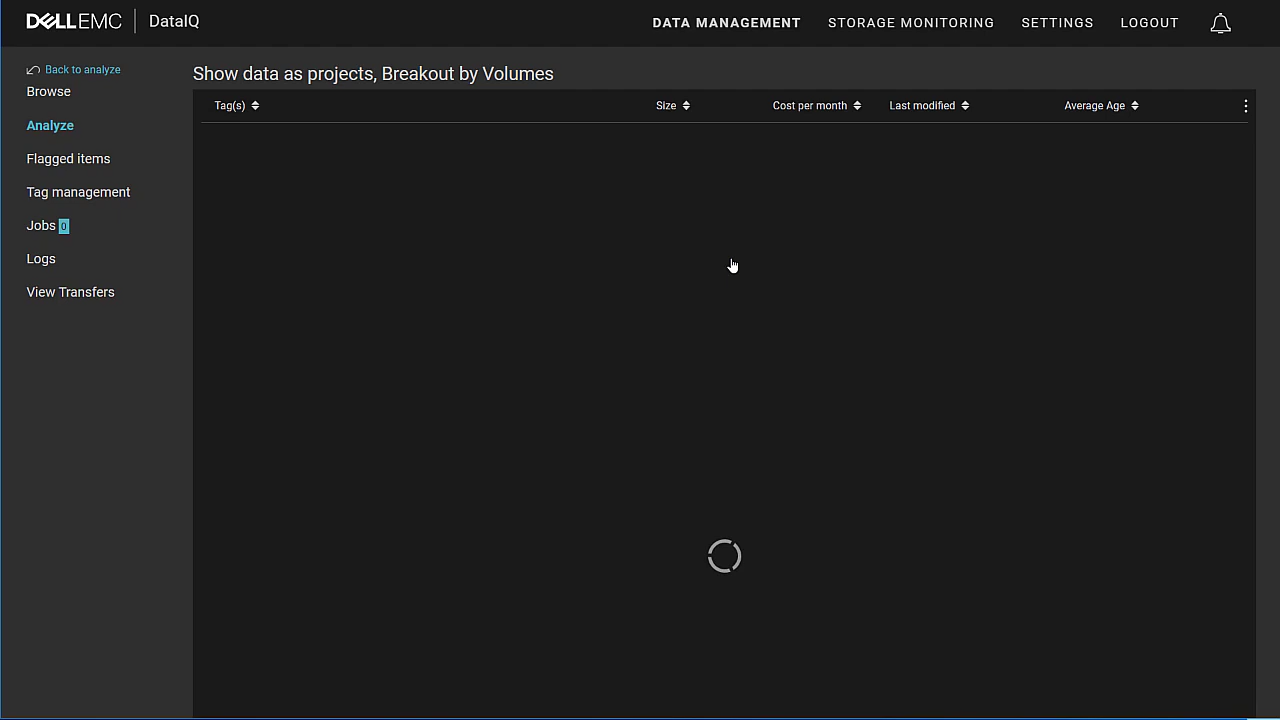 DELLEMC DataIQ
DATA MANAGEMENT STORAGE MONITORING SETTINGS LOGOUT
Back to analyze
Browse
Analyze
Flagged items
Tag management
Jobs 0
Logs
View Transfers
Show data as projects, Breakout by Volumes
Tag(s) Size Cost per month Last modified Average Age